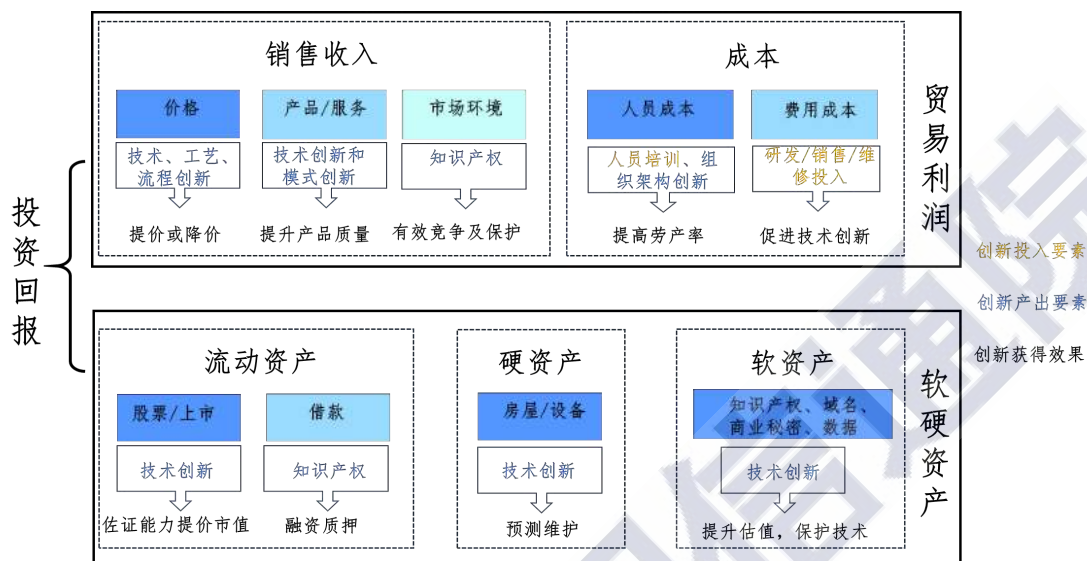 投资回报
销售收入
价格
技术、工艺、
流程创新
提价或降价
产品/服务
技术创新和
模式创新
提升产品质量
市场环境
知识产权
有效竞争及保护
成本
人员成本
人员培训、组
织架构创新
提高劳产率
费用成本
研发/销售/维
修投入
促进技术创新
贸易利润
流动资产
股票/上市
技术创新
佐证能力提价市值
借款
知识产权
融资质押
硬资产
房屋/设备
技术创新
预测维护
软资产
知识产权、域名、
商业秘密、数据
技术创新
提升估值，保护技术
软硬资产
创新投入要素
创新产出要素
创新获得效果
信通院